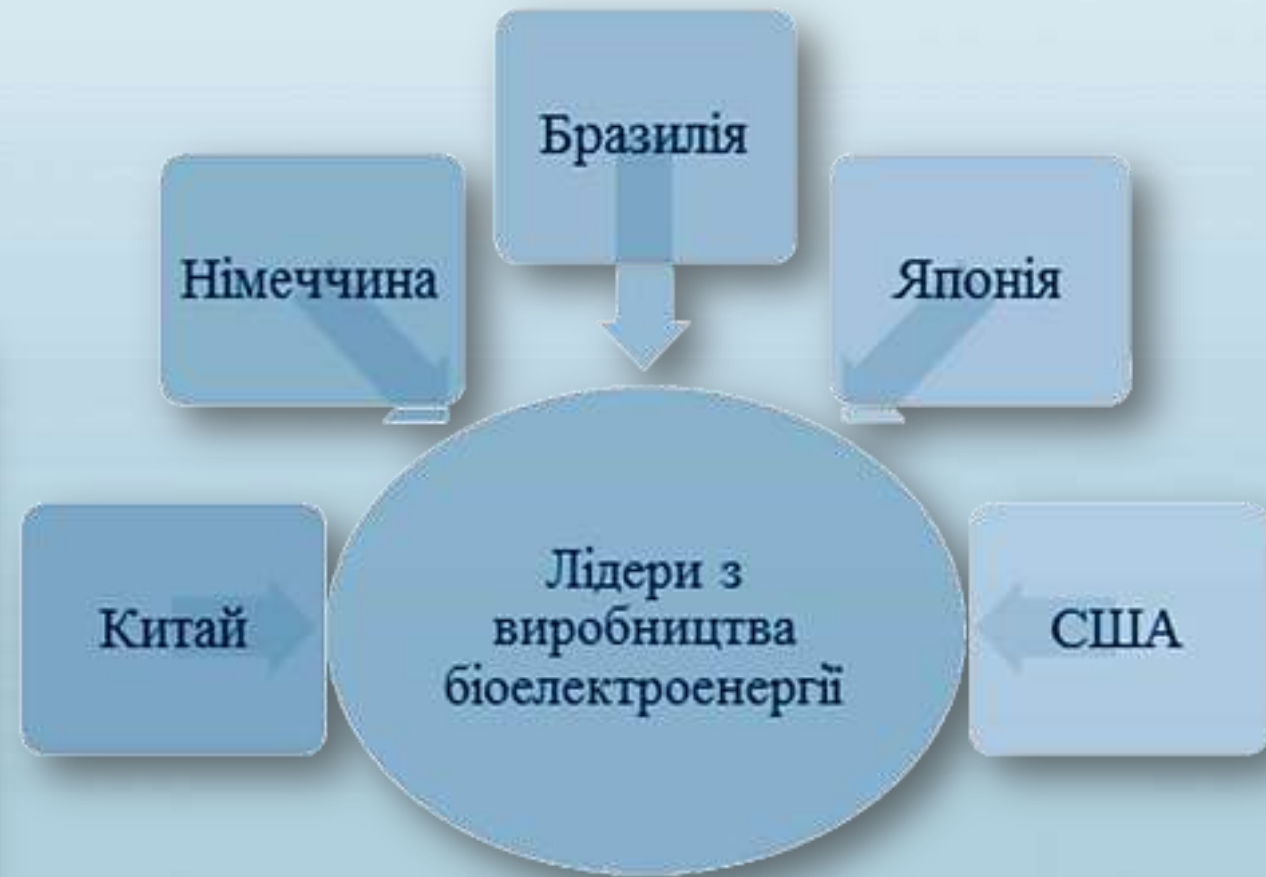 Бразилія
Німеччина
Японія
Китай
Лідери з
виробництва
біоелектроенергії
США